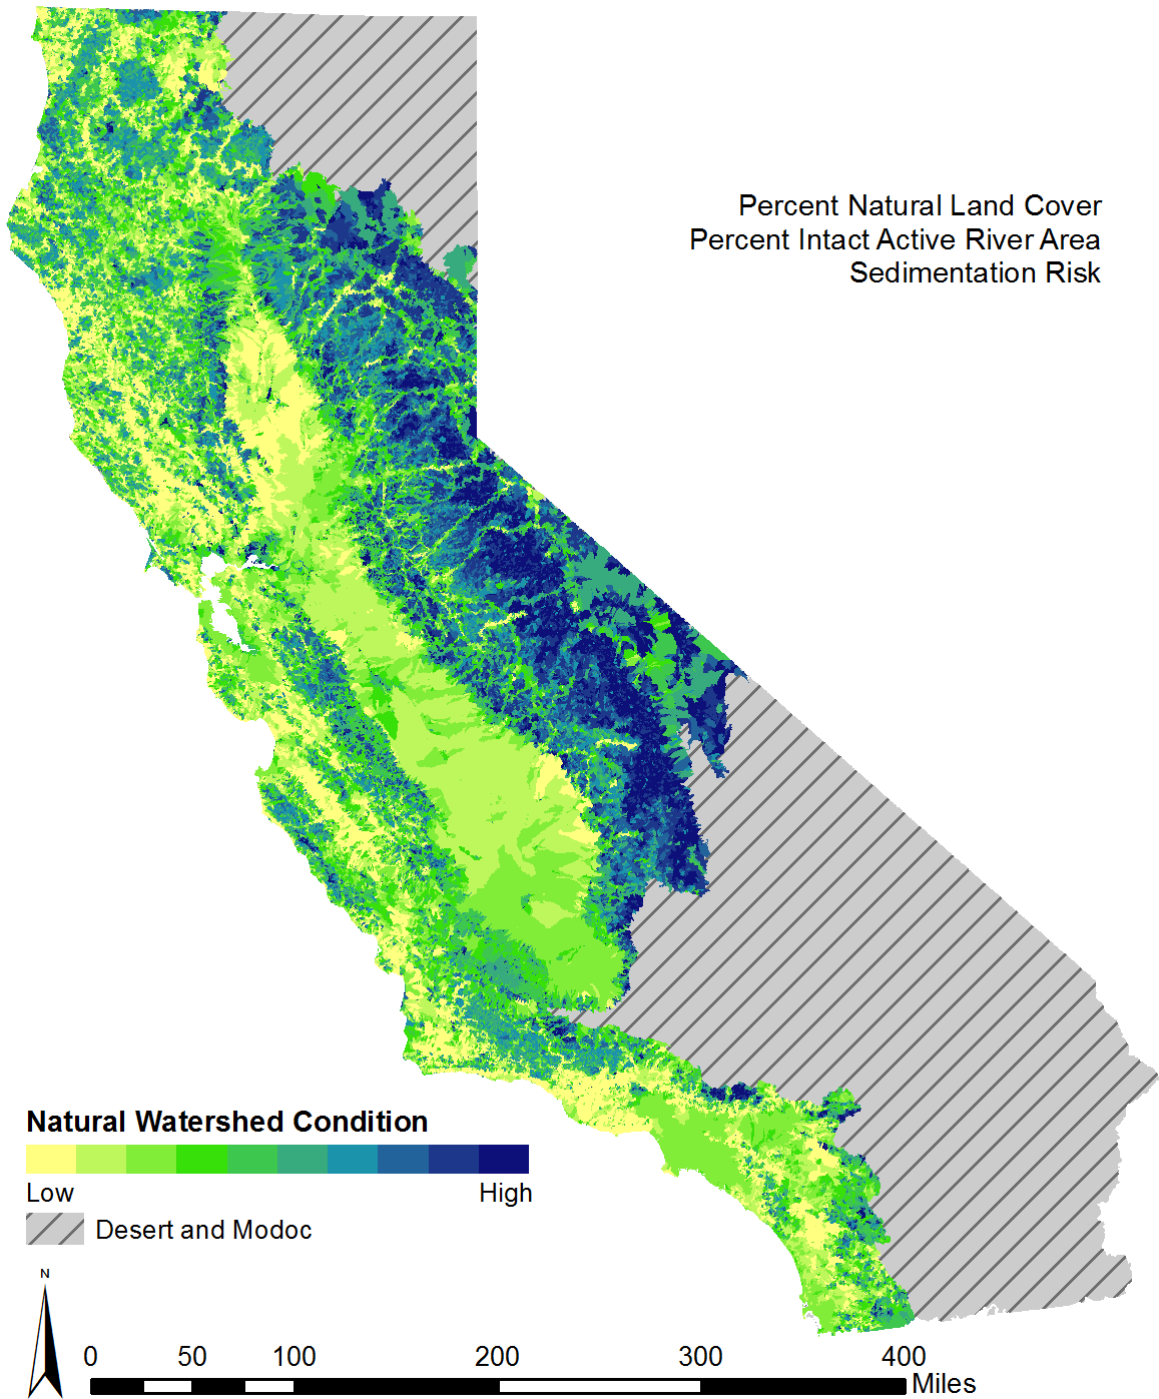 Percent Natural Land Cover
Percent Intact Active River Area
Sedimentation Risk
Natural Watershed Condition
Low High
Desert and Modoc
N
0 50 100 200 300 400
Miles